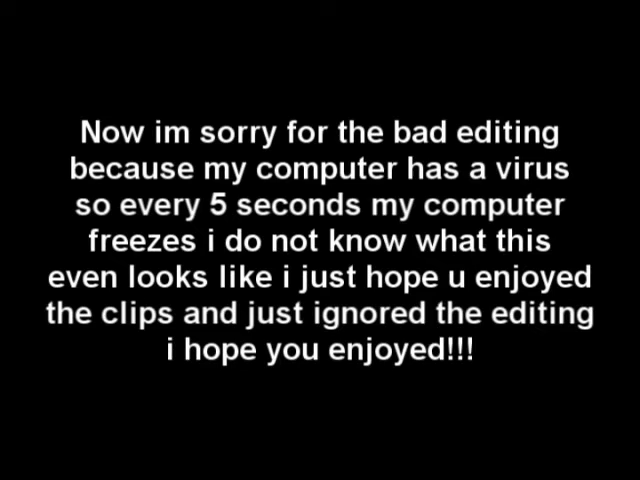 Now im sorry for the bad editing
because my computer has a virus
so every 5 seconds my computer
freezes i do not know what this
even looks like i just hope u enjoyed
the clips and just ignored the editing
i hope you enjoyed!!!